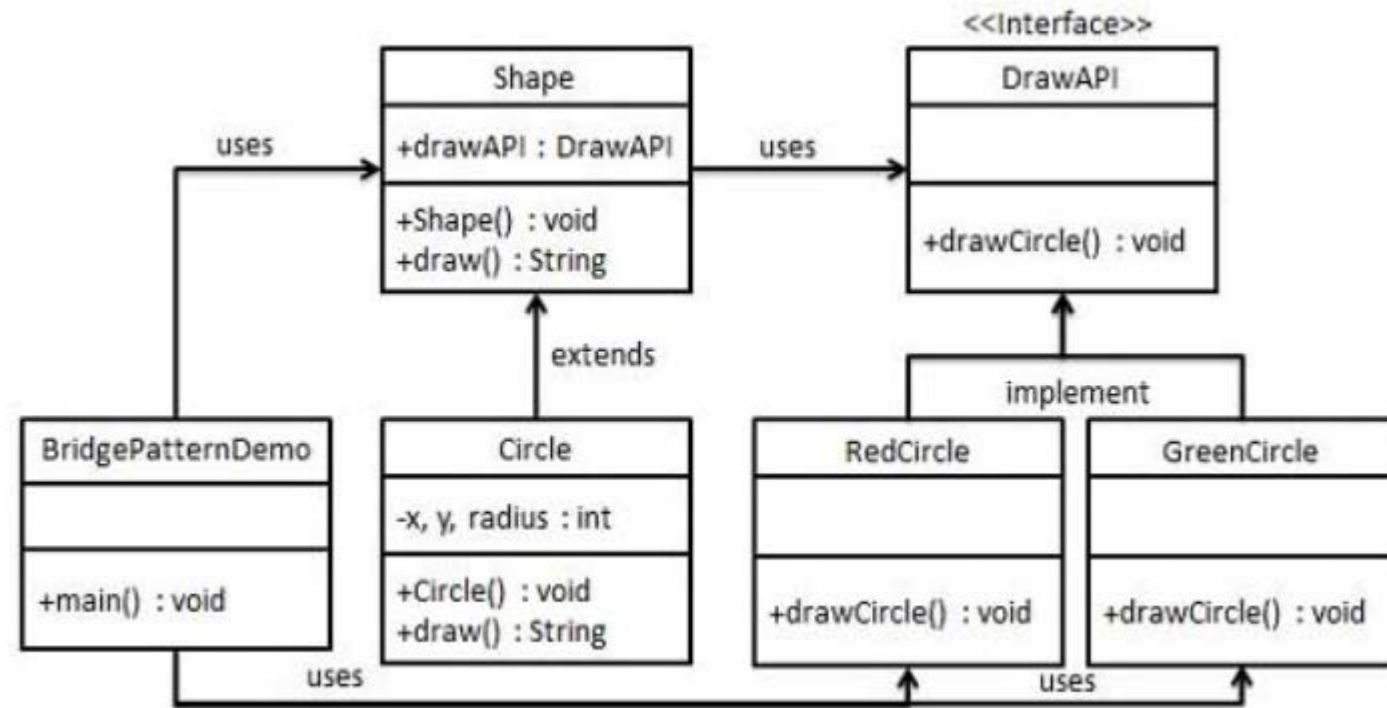 <<Interface>>
Shape
DrawAPI
+drawAPI : DrawAPI
uses
uses
+Shape() : void
+draw() : String
+drawCircle() : void
extends
implement
BridgePatternDemo
Circle
RedCircle
GreenCircle
-x, y, radius : int
+main() : void
+Circle() : void
+draw() : String
+drawCircle() : void
+drawCircle() : void
uses
uses